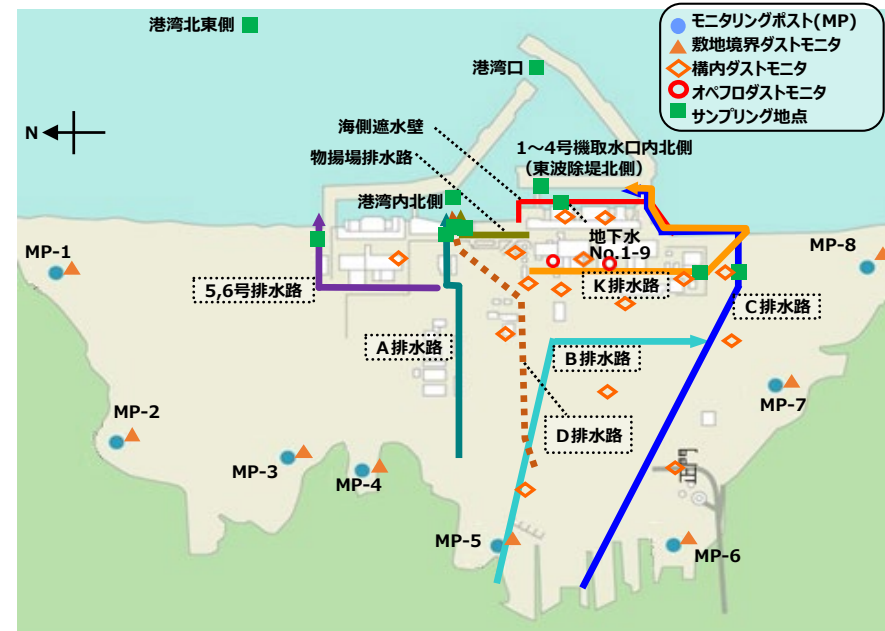 港湾北東側
モニタリングポスト(MP)
敷地境界ダストモニタ
構内ダストモニタ
オペフロダストモニタ
サンプリング地点
港湾口
N
海側遮水壁
物揚場排水路
1～4号機取水口内北側
（東波除堤北側）
港湾内北側
地下水
No.1-9
MP-1
MP-8
5,6号排水路
K排水路
C排水路
A排水路
B排水路
MP-7
MP-2
D排水路
MP-3
MP-4
正門
MP-5
MP-6